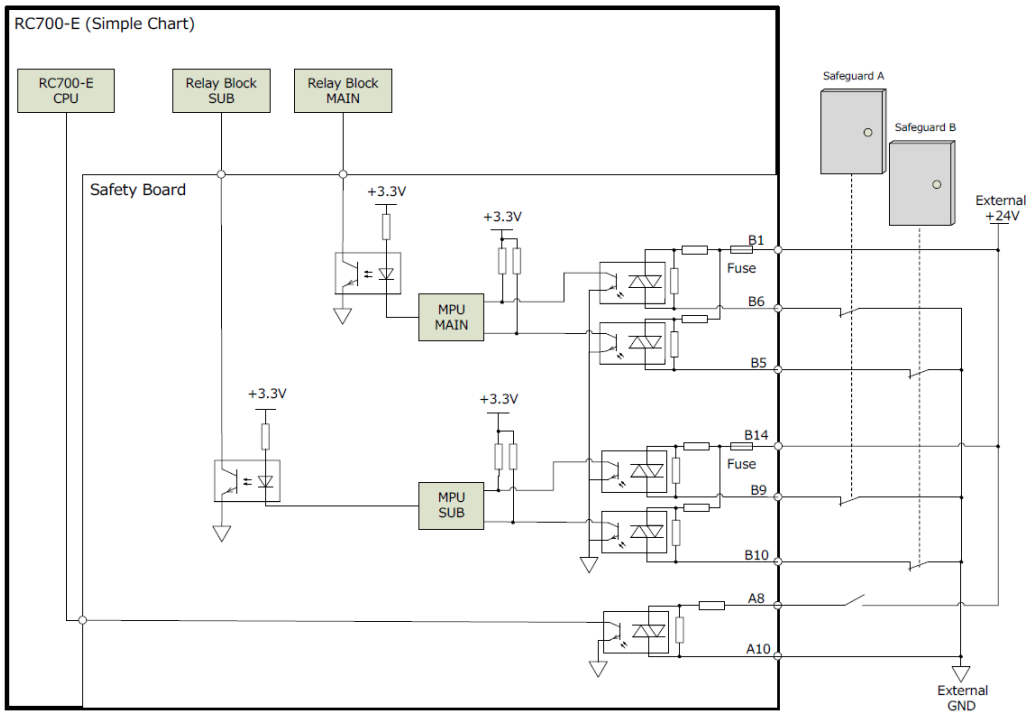 RC700-E (Simple Chart)
RC700-E
CPU
Relay Block
SUB
Relay Block
MAIN
Safeguard A
Safeguard B
External
+24V
Safety Board
+3.3V
+3.3V
B1
Fuse
B6
MPU
MAIN
B5
+3.3V
+3.3V
B14
Fuse
B9
MPU
SUB
B10
A8
A10
External
GND